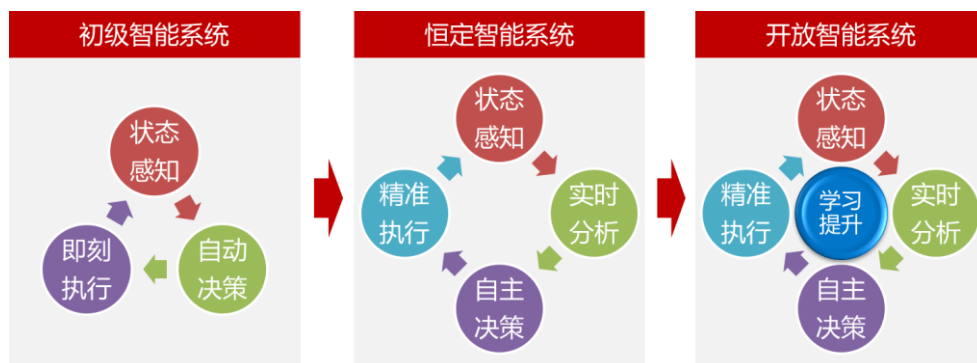 初级智能系统
状态
感知
自动
决策
即刻
执行
恒定智能系统
状态
感知
实时
分析
自主
决策
精准
执行
开放智能系统
状态
感知
实时
分析
自主
决策
精准
执行
学习
提升